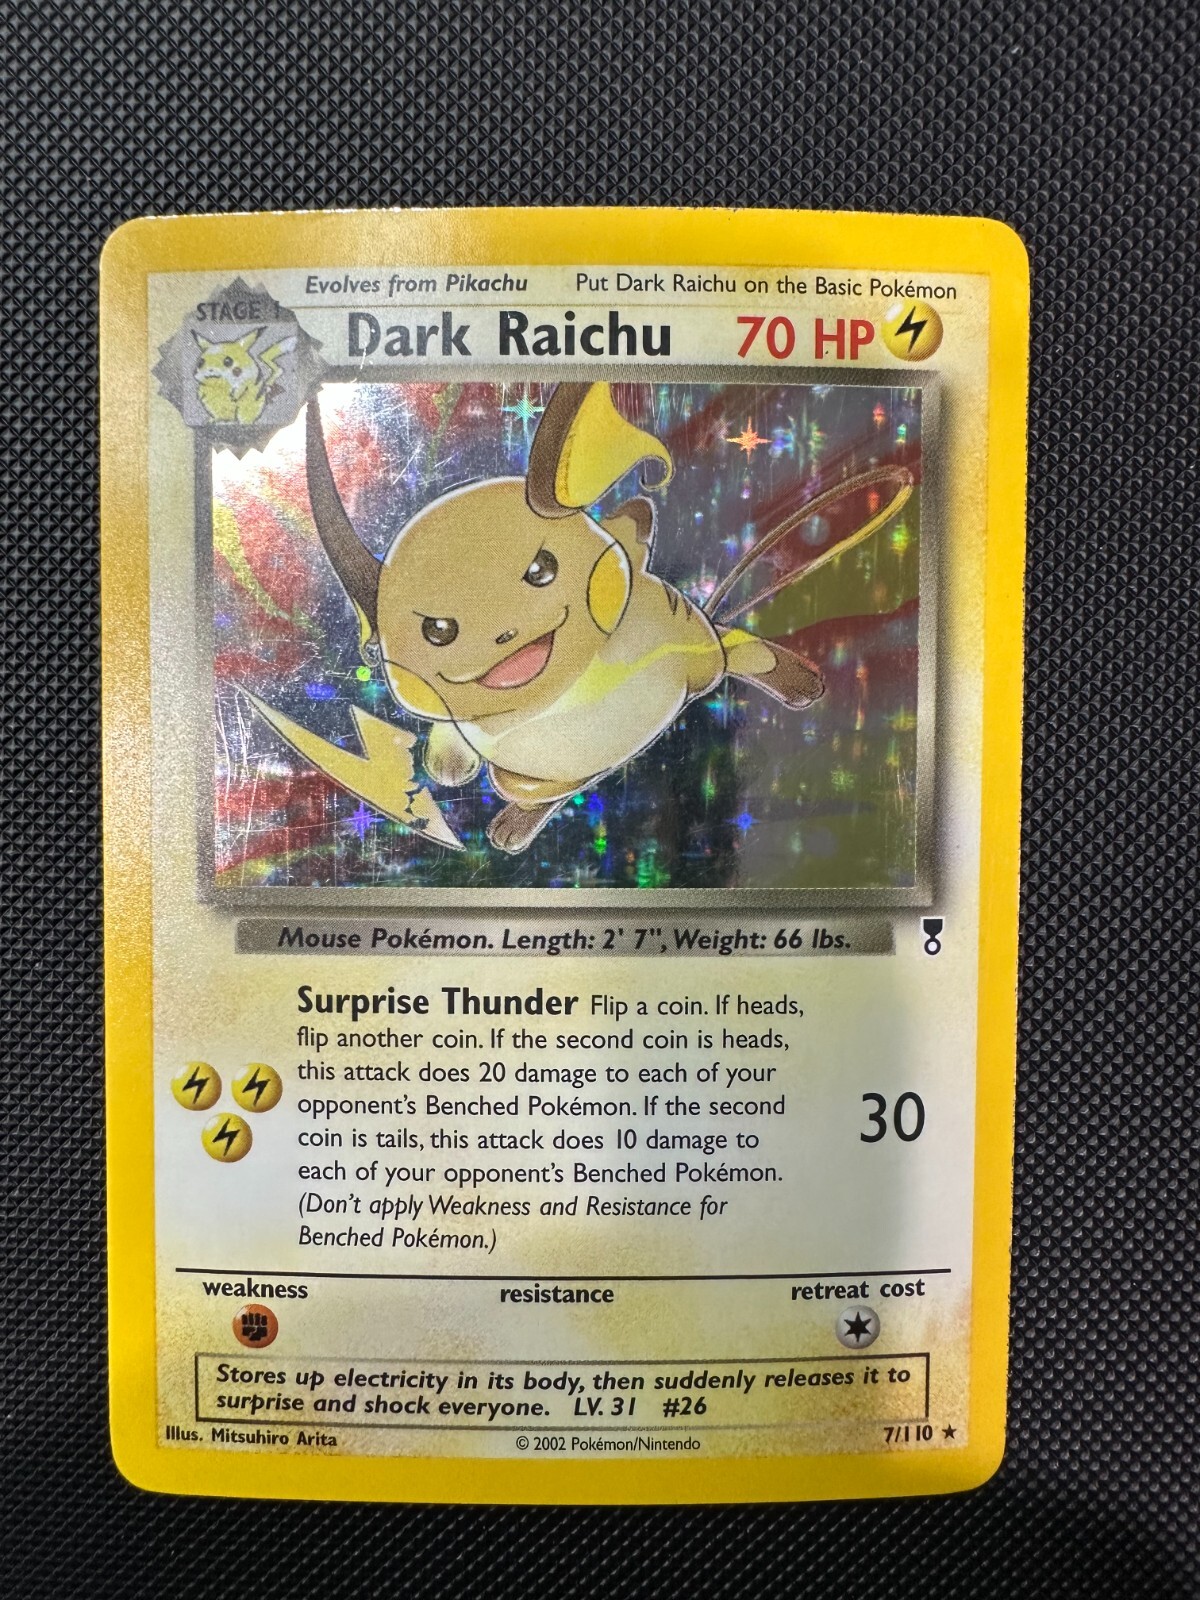 Evolves from Pikachu Put Dark Raichu on the Basic Pokémon
STAGE 1
Dark Raichu 70 HP
Mouse Pokémon. Length: 2' 7", Weight: 66 lbs.
Surprise Thunder Flip a coin. If heads,
flip another coin. If the second coin is heads,
this attack does 20 damage to each of your
opponent's Benched Pokémon. If the second
coin is tails, this attack does 10 damage to
each of your opponent's Benched Pokémon.
(Don't apply Weakness and Resistance for
Benched Pokémon.)
30
weakness resistance retreat cost
Stores up electricity in its body, then suddenly releases it to
surprise and shock everyone. LV. 31 #26
Illus. Mitsuhiro Arita © 2002 Pokémon/Nintendo 7/110 ★